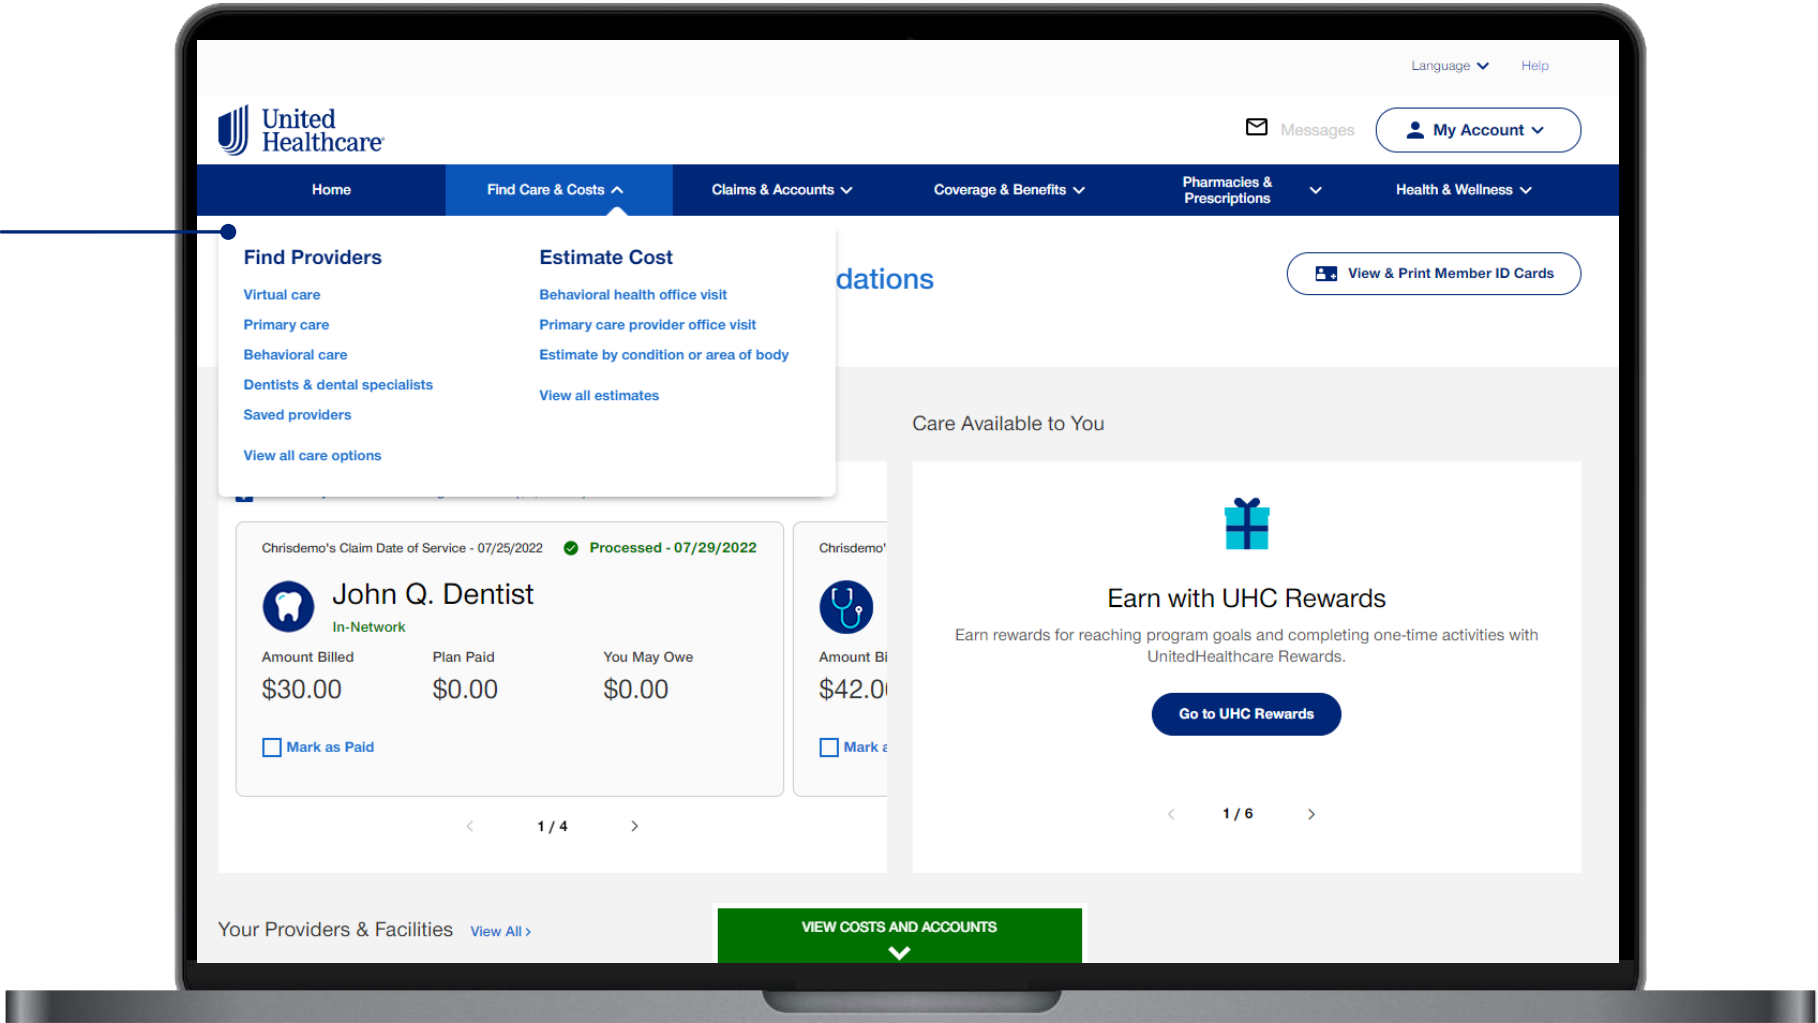 Language
Help
United
Healthcare
Messages
My Account
Home
Find Care & Costs
Claims & Accounts
Coverage & Benefits
Pharmacies &
Prescriptions
Health & Wellness
Find Providers
Virtual care
Primary care
Behavioral care
Dentists & dental specialists
Saved providers
View all care options
Estimate Cost
Behavioral health office visit
Primary care provider office visit
Estimate by condition or area of body
View all estimates
dations
View & Print Member ID Cards
Chrisdemo's Claim Date of Service - 07/25/2022
Processed - 07/29/2022
John Q. Dentist
In-Network
Amount Billed
Plan Paid
You May Owe
$30.00
$0.00
$0.00
Mark as Paid
Chrisdemo'
Amount Bi
$42.0
Mark a
1 / 4
Care Available to You
Earn with UHC Rewards
Earn rewards for reaching program goals and completing one-time activities with
UnitedHealthcare Rewards.
Go to UHC Rewards
1 / 6
Your Providers & Facilities
View All
VIEW COSTS AND ACCOUNTS